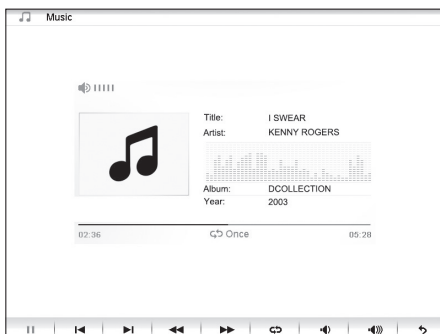 Music
Title: I SWEAR
Artist: KENNY ROGERS
Album: DCOLLECTION
Year: 2003
02:36 Once 05:28